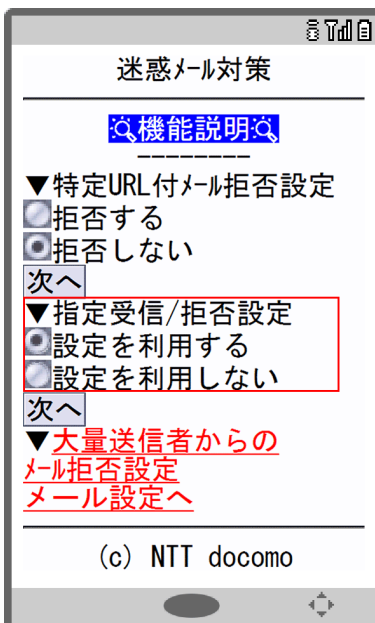 迷惑ﾒｰﾙ対策
機能説明
---------
▼特定URL付ﾒｰﾙ拒否設定
拒否する
拒否しない
次へ
▼指定受信/拒否設定
設定を利用する
設定を利用しない
次へ
▼大量送信者からの
ﾒｰﾙ拒否設定
メール設定へ
(c) NTT docomo